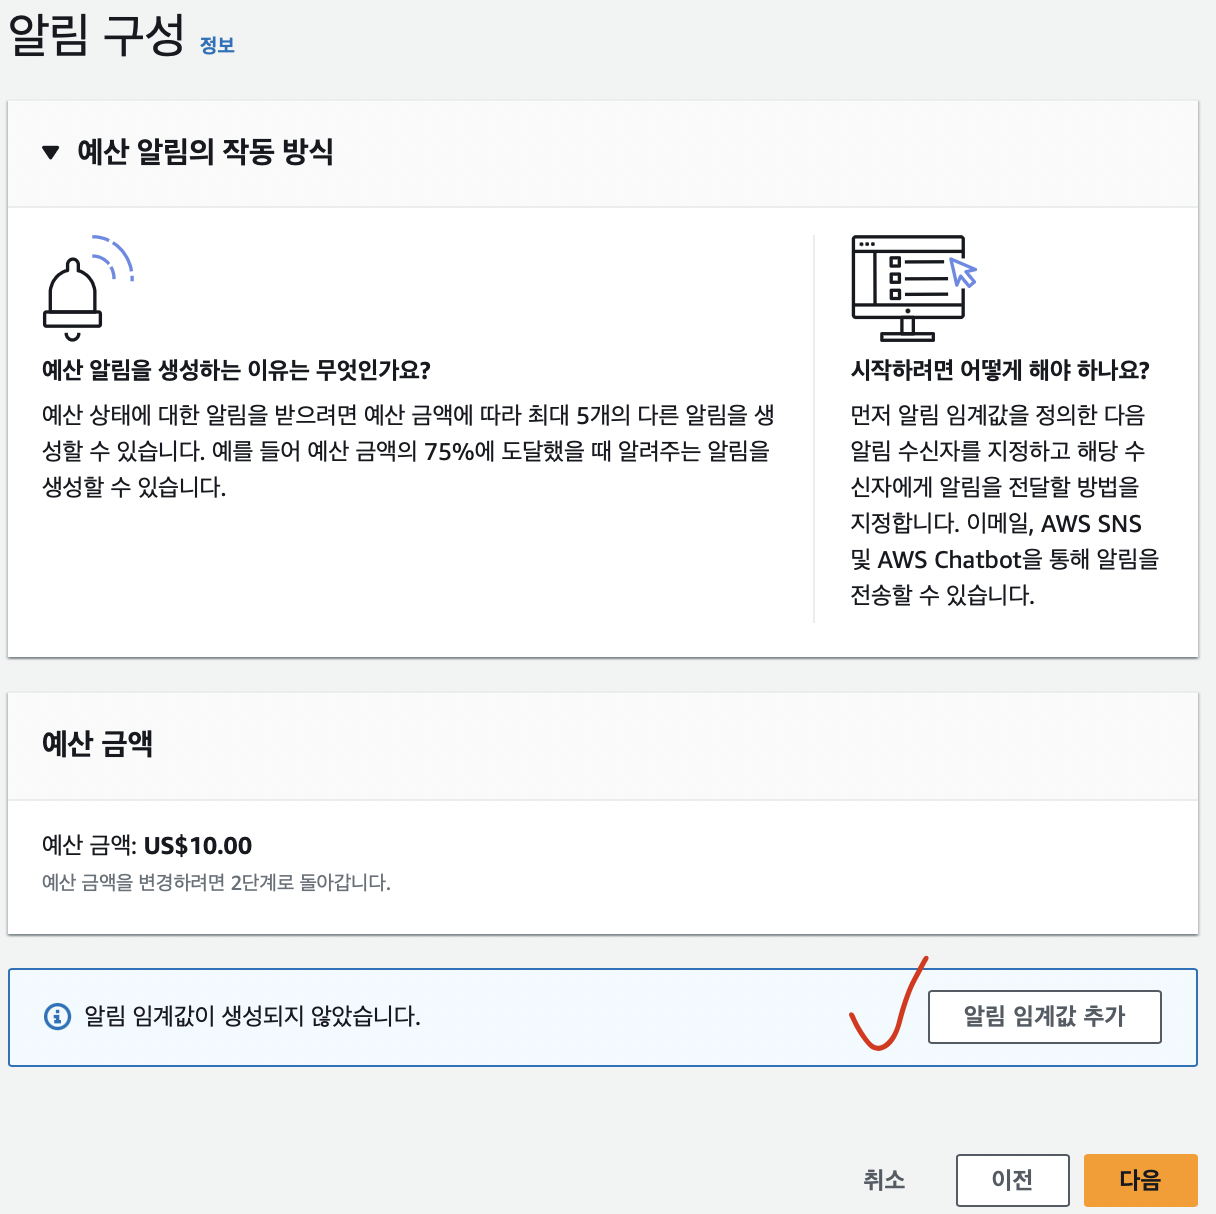 알림 구성 정보
▼ 예산 알림의 작동 방식
예산 알림을 생성하는 이유는 무엇인가요?
예산 상태에 대한 알림을 받으려면 예산 금액에 따라 최대 5개의 다른 알림을 생
성할 수 있습니다. 예를 들어 예산 금액의 75%에 도달했을 때 알려주는 알림을
생성할 수 있습니다.
시작하려면 어떻게 해야 하나요?
먼저 알림 임계값을 정의한 다음
알림 수신자를 지정하고 해당 수
신자에게 알림을 전달할 방법을
지정합니다. 이메일, AWS SNS
및 AWS Chatbot을 통해 알림을
전송할 수 있습니다.
예산 금액
예산 금액: US$10.00
예산 금액을 변경하려면 2단계로 돌아갑니다.
알림 임계값이 생성되지 않았습니다.
알림 임계값 추가
취소
이전
다음